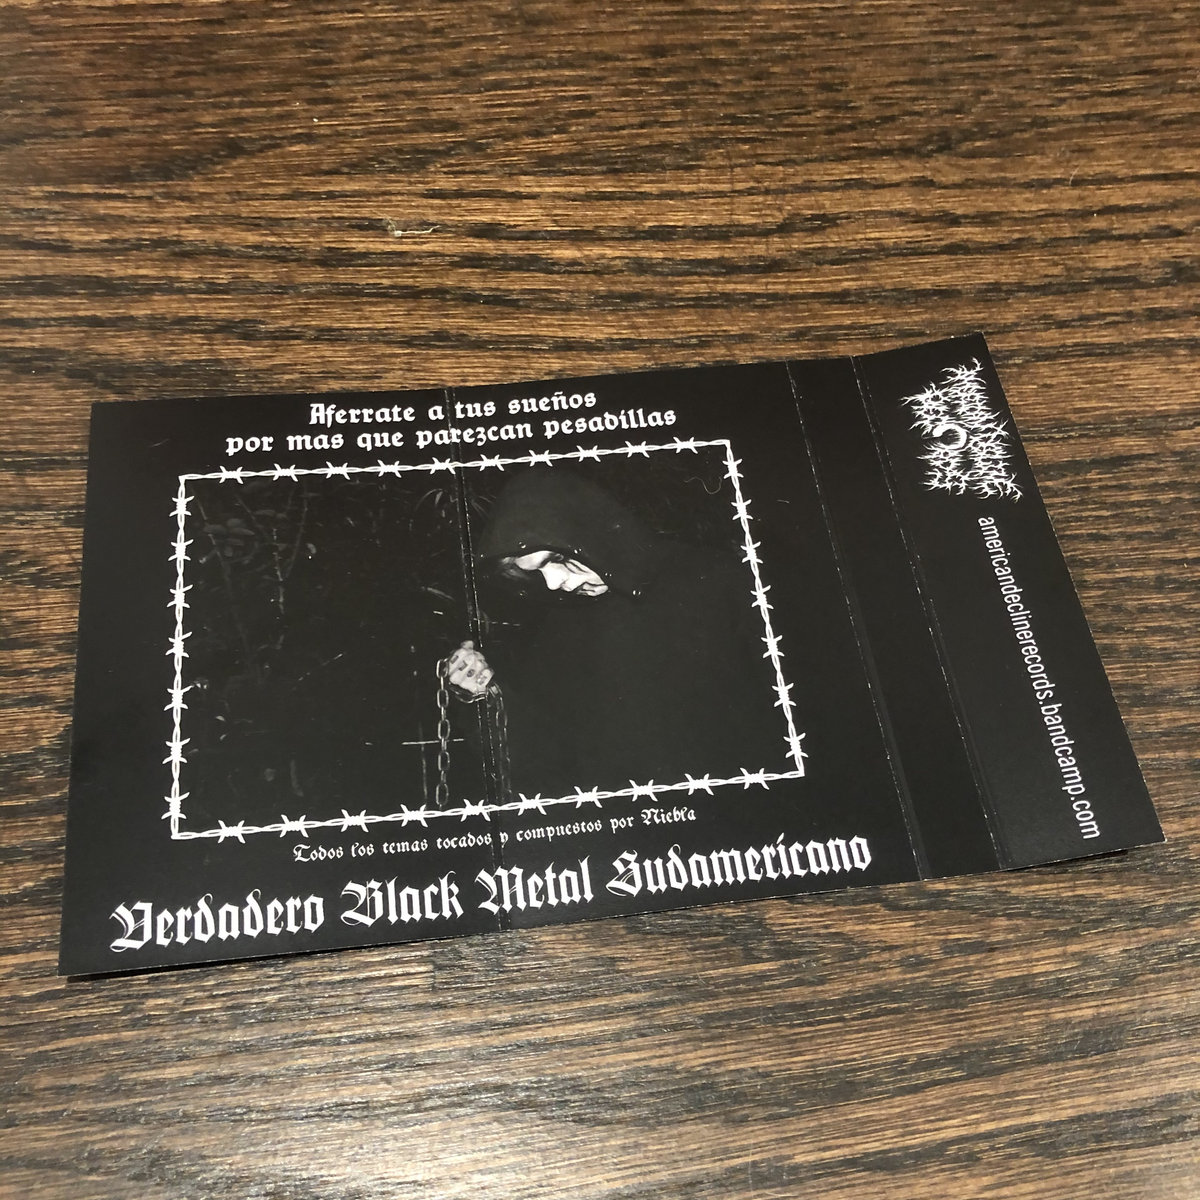 Aferrate a tus sueños
por mas que parezcan pesadillas
Todos los temas tocados y compuestos por Niebla
Verdadero Black Metal Sudamericano
americandeclinerecords.bandcamp.com